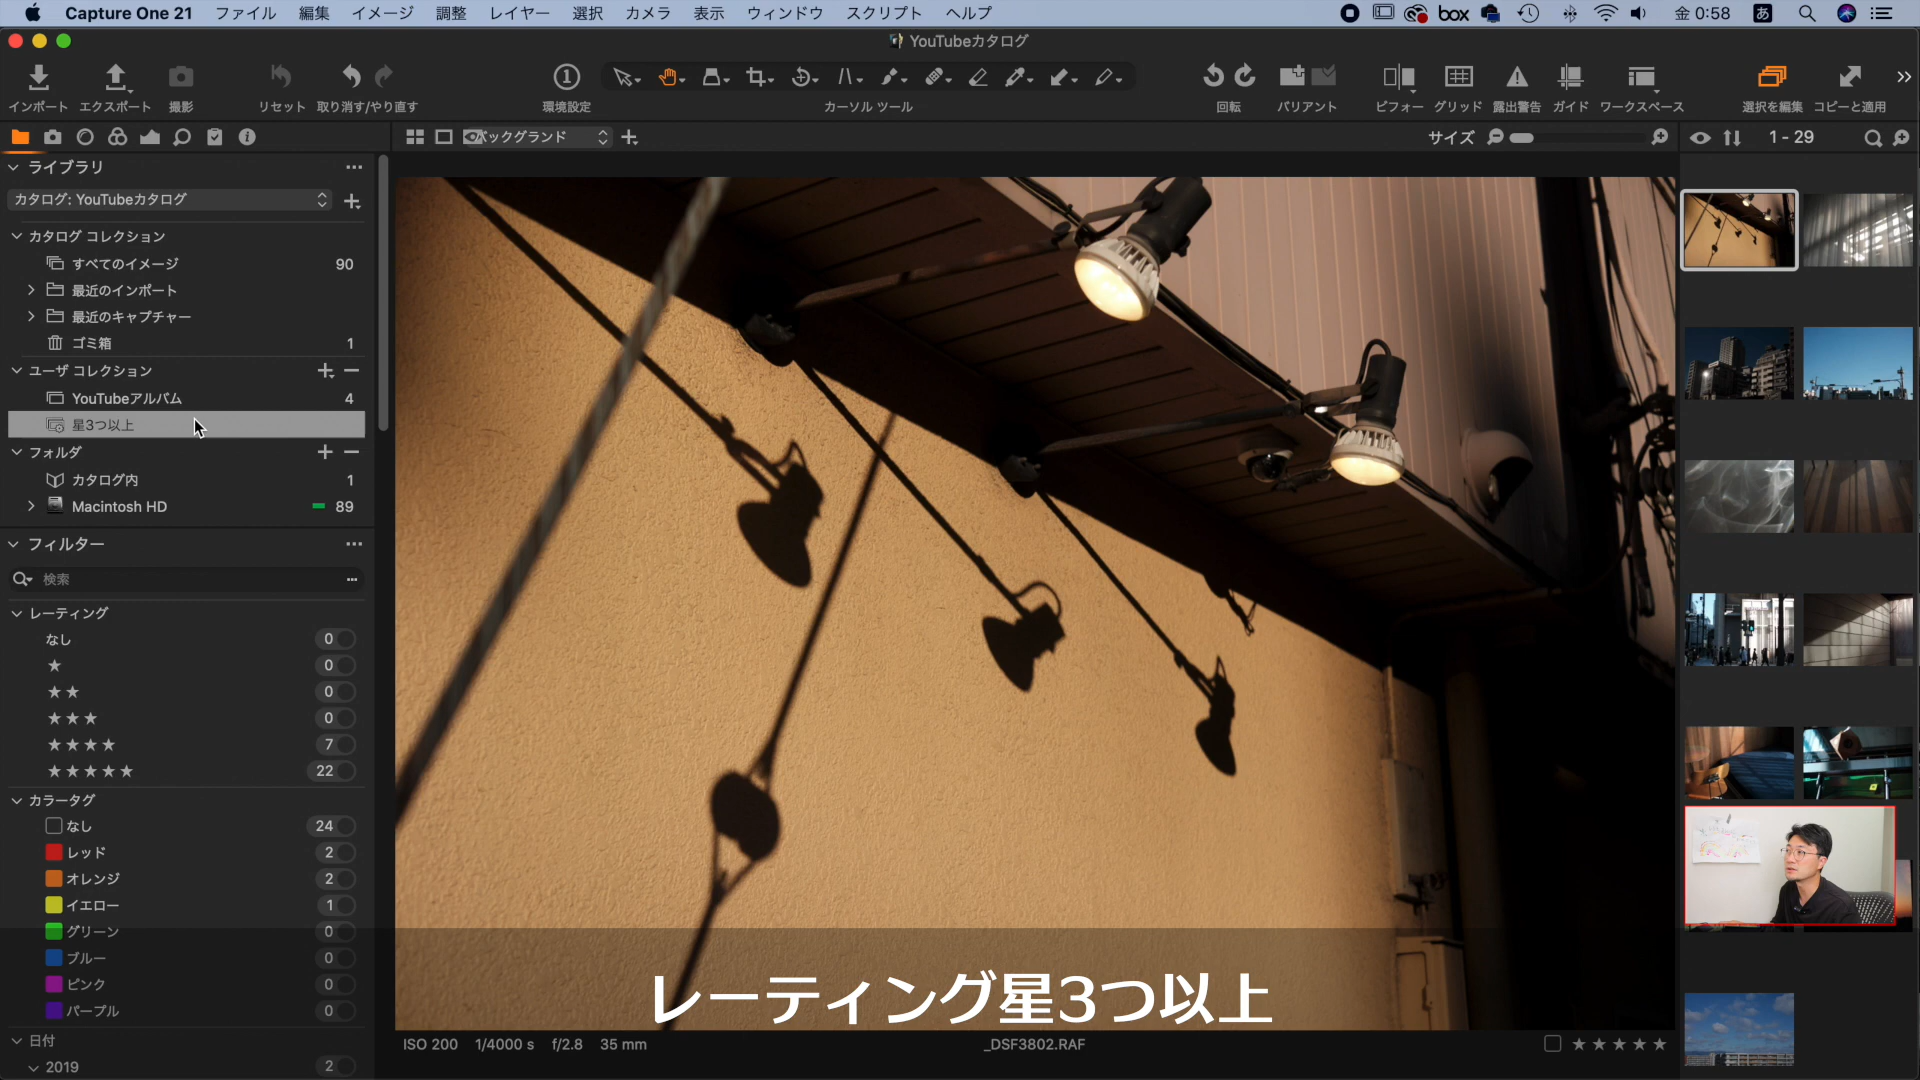 Capture One 21 ファイル 編集 イメージ 調整 レイヤー 選択 カメラ 表示 ウィンドウ スクリプト ヘルプ box 金 0:58 あ
YouTubeカタログ
インポート エクスポート 撮影 リセット 取り消す/やり直す 環境設定 カーソル ツール 回転 バリアント ビフォー グリッド 露出警告 ガイド ワークスペース 選択を編集 コピーと適用
バックグランド サイズ 1 - 29
ライブラリ
カタログ: YouTubeカタログ
カタログ コレクション
すべてのイメージ 90
最近のインポート
最近のキャプチャー
ゴミ箱 1
ユーザ コレクション
YouTubeアルバム 4
星3つ以上
フォルダ
カタログ内 1
Macintosh HD 89
フィルター
検索
レーティング
なし 0
★ 0
★★ 0
★★★ 0
★★★★ 7
★★★★★ 22
カラータグ
なし 24
レッド 2
オレンジ 2
イエロー 1
グリーン 0
ブルー 0
ピンク 0
パープル 0
日付
2019 2
レーティング星3つ以上
ISO 200 1/4000 s f/2.8 35 mm _DSF3802.RAF ★★★★★